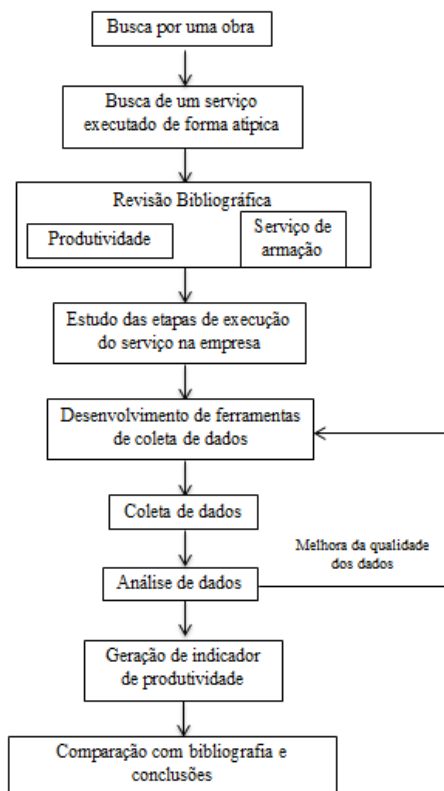 Busca por uma obra
Busca de um serviço
executado de forma atipica
Revisão Bibliográfica
Produtividade
Serviço de
armação
Estudo das etapas de execução
do serviço na empresa
Desenvolvimento de ferramentas
de coleta de dados
Coleta de dados
Melhora da qualidade
dos dados
Análise de dados
Geração de indicador
de produtividade
Comparação com bibliografia e
conclusões